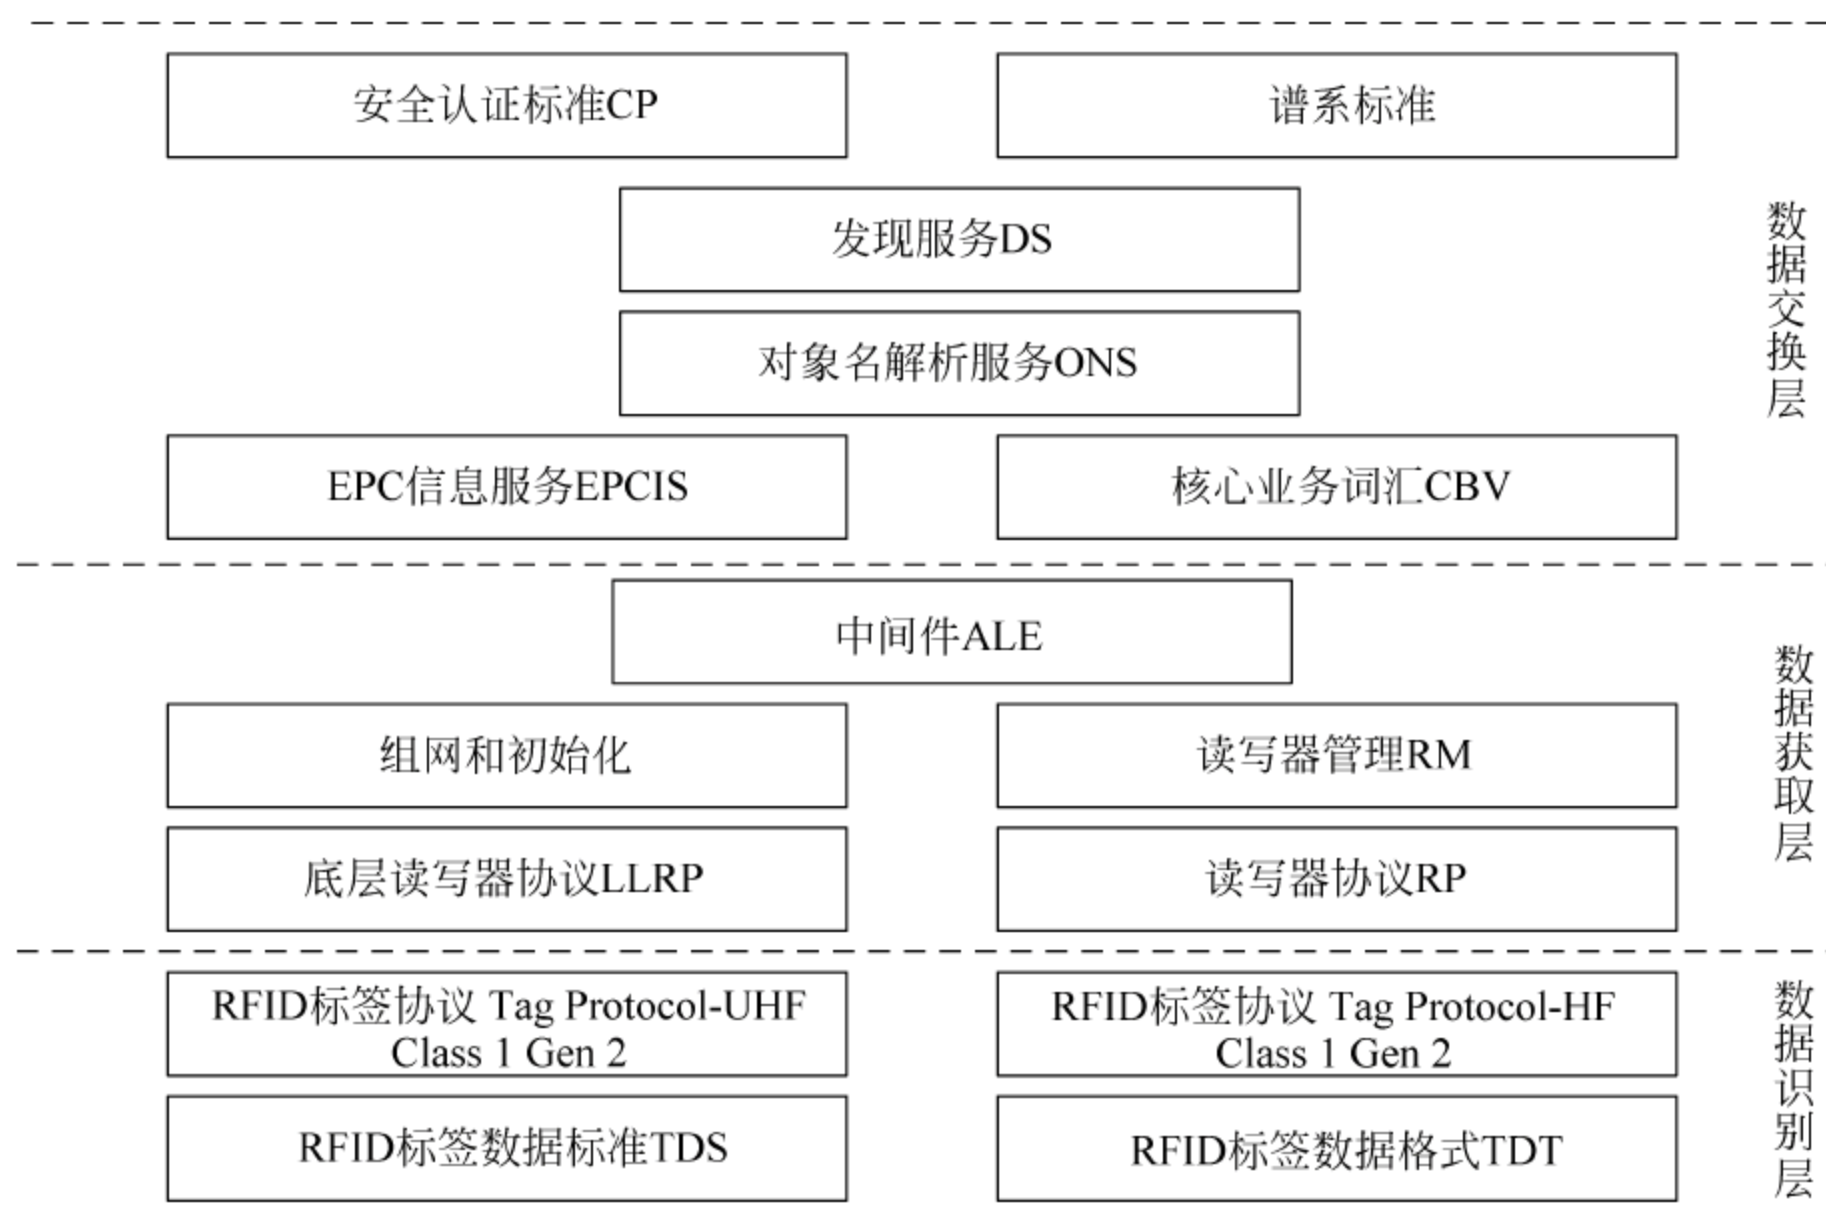 安全认证标准CP
谱系标准
发现服务DS
对象名解析服务ONS
EPC信息服务EPCIS
核心业务词汇CBV
数据交换层
中间件ALE
组网和初始化
读写器管理RM
底层读写器协议LLRP
读写器协议RP
数据获取层
RFID标签协议 Tag Protocol-UHF
Class 1 Gen 2
RFID标签协议 Tag Protocol-HF
Class 1 Gen 2
RFID标签数据标准TDS
RFID标签数据格式TDT
数据识别层